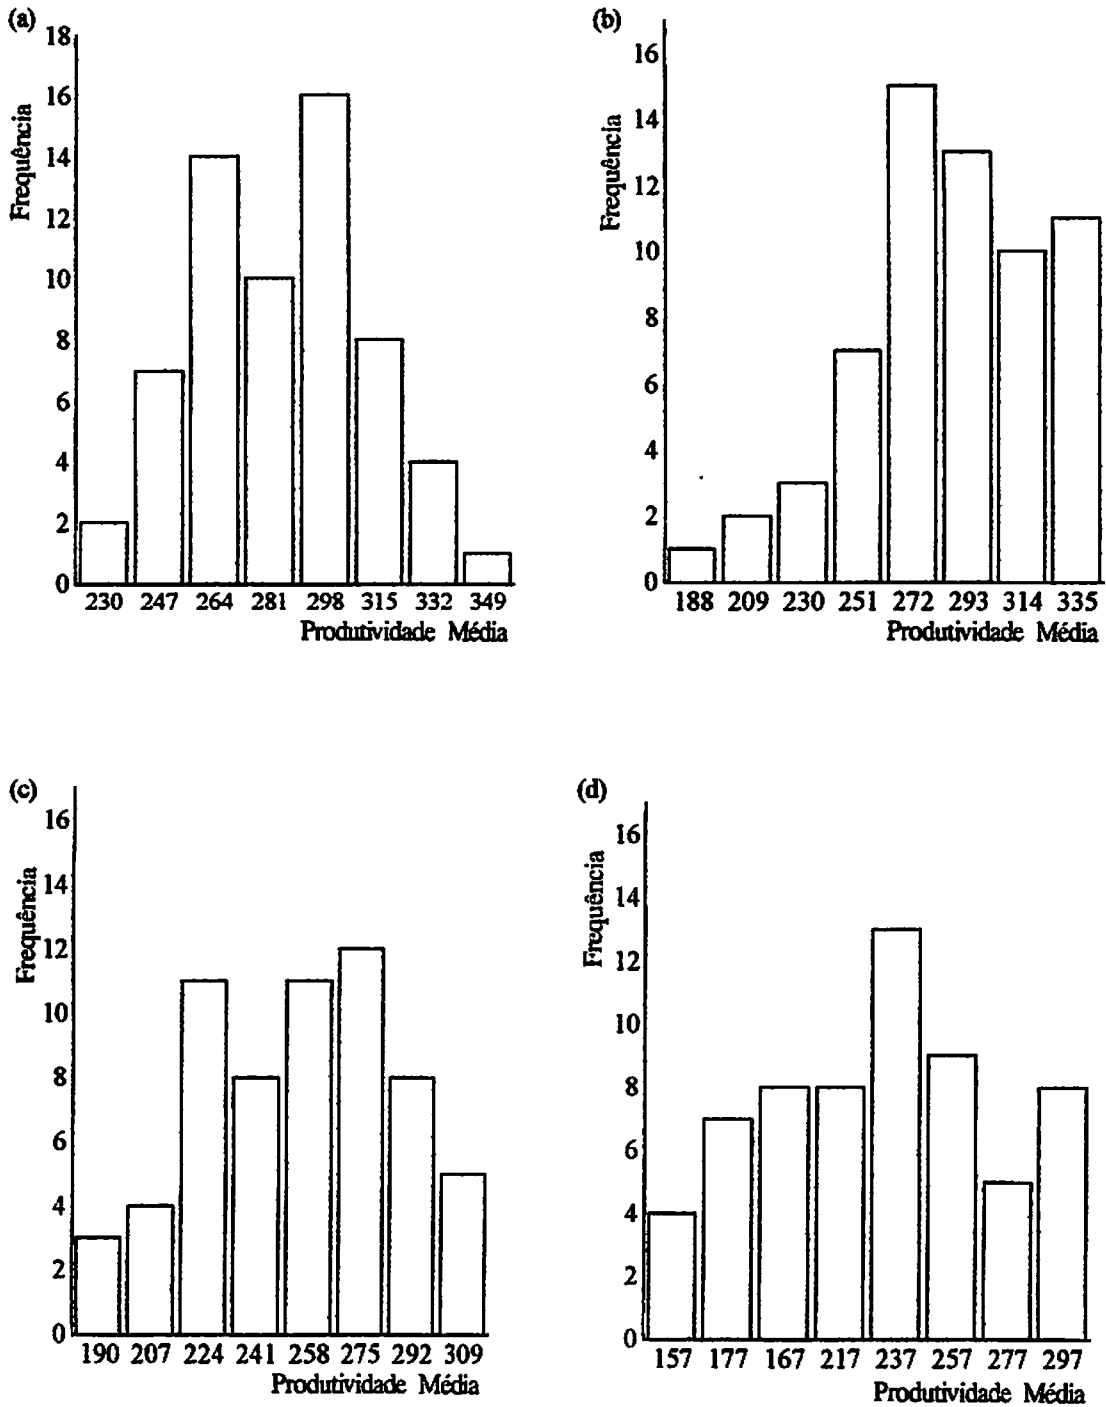 (a)
18
16
14
12
10
8
6
4
2
0
Frequência
230 247 264 281 298 315 332 349
Produtividade Média
(b)
16
14
12
10
8
6
4
2
0
Frequência
188 209 230 251 272 293 314 335
Produtividade Média
(c)
16
14
12
10
8
6
4
2
0
Frequência
190 207 224 241 258 275 292 309
Produtividade Média
(d)
16
14
12
10
8
6
4
2
0
Frequência
157 177 167 217 237 257 277 297
Produtividade Média